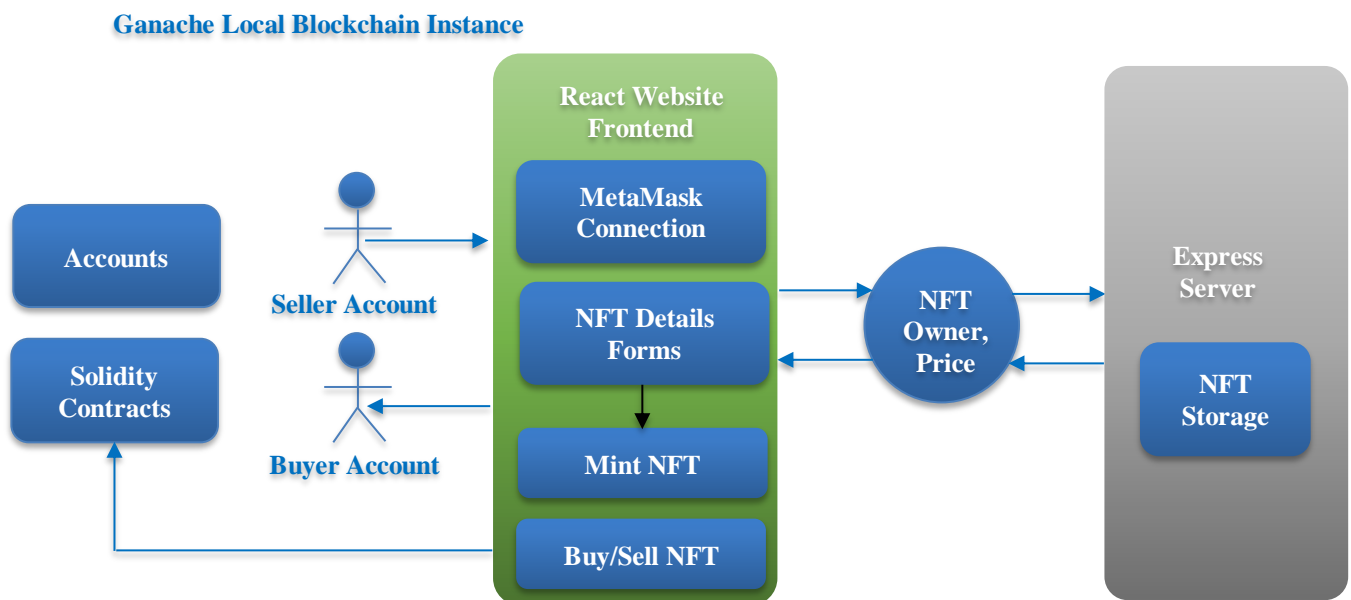 Ganache Local Blockchain Instance
React Website
Frontend
MetaMask
Connection
Accounts
Seller Account
NFT Details
Forms
NFT
Owner,
Price
Express
Server
Solidity
Contracts
NFT
Storage
Buyer Account
Mint NFT
Buy/Sell NFT